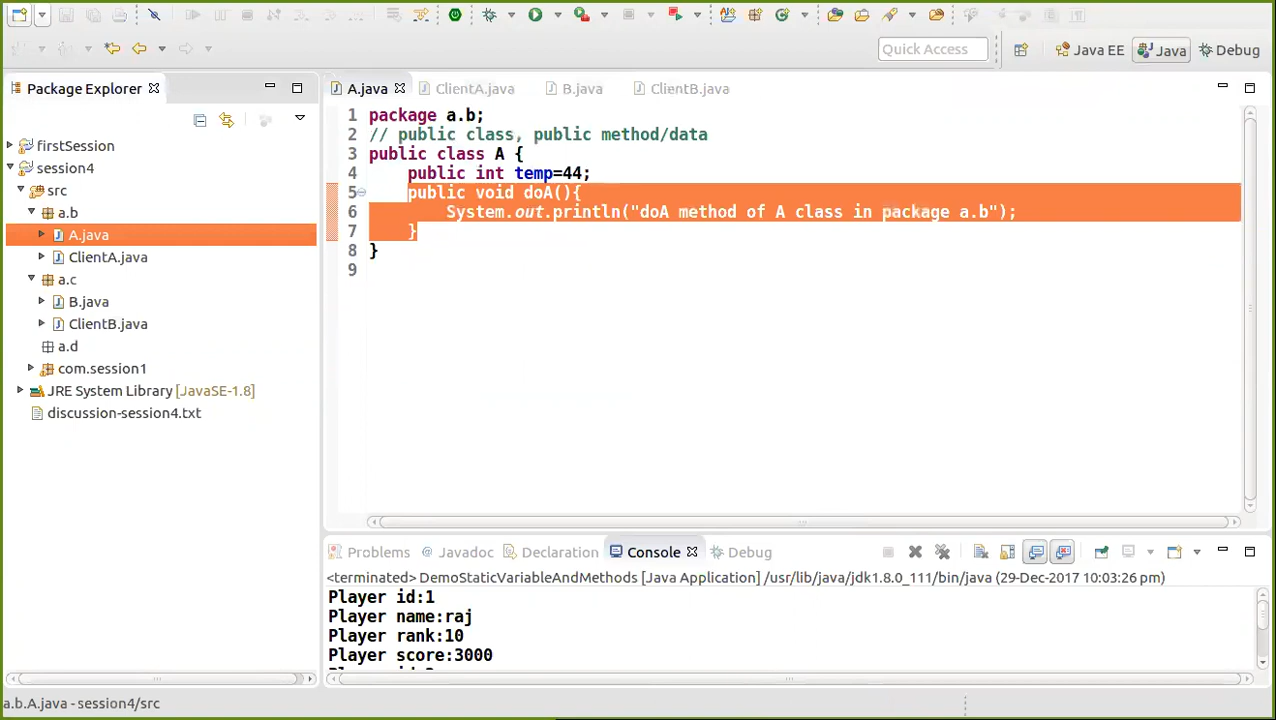 Quick Access
Java EE
Java
Debug
Package Explorer
A.java
ClientA.java
B.java
ClientB.java
firstSession
session4
src
a.b
A.java
ClientA.java
a.c
B.java
ClientB.java
a.d
com.session1
JRE System Library [JavaSE-1.8]
discussion-session4.txt
1 package a.b;
2 // public class, public method/data
3 public class A {
4 public int temp=44;
5 public void doA(){
6 System.out.println("doA method of A class in package a.b");
7 }
8 }
9
Problems
Javadoc
Declaration
Console
Debug
<terminated> DemoStaticVariableAndMethods [Java Application] /usr/lib/java/jdk1.8.0_111/bin/java (29-Dec-2017 10:03:26 pm)
Player id:1
Player name:raj
Player rank:10
Player score:3000
a.b.A.java - session4/src